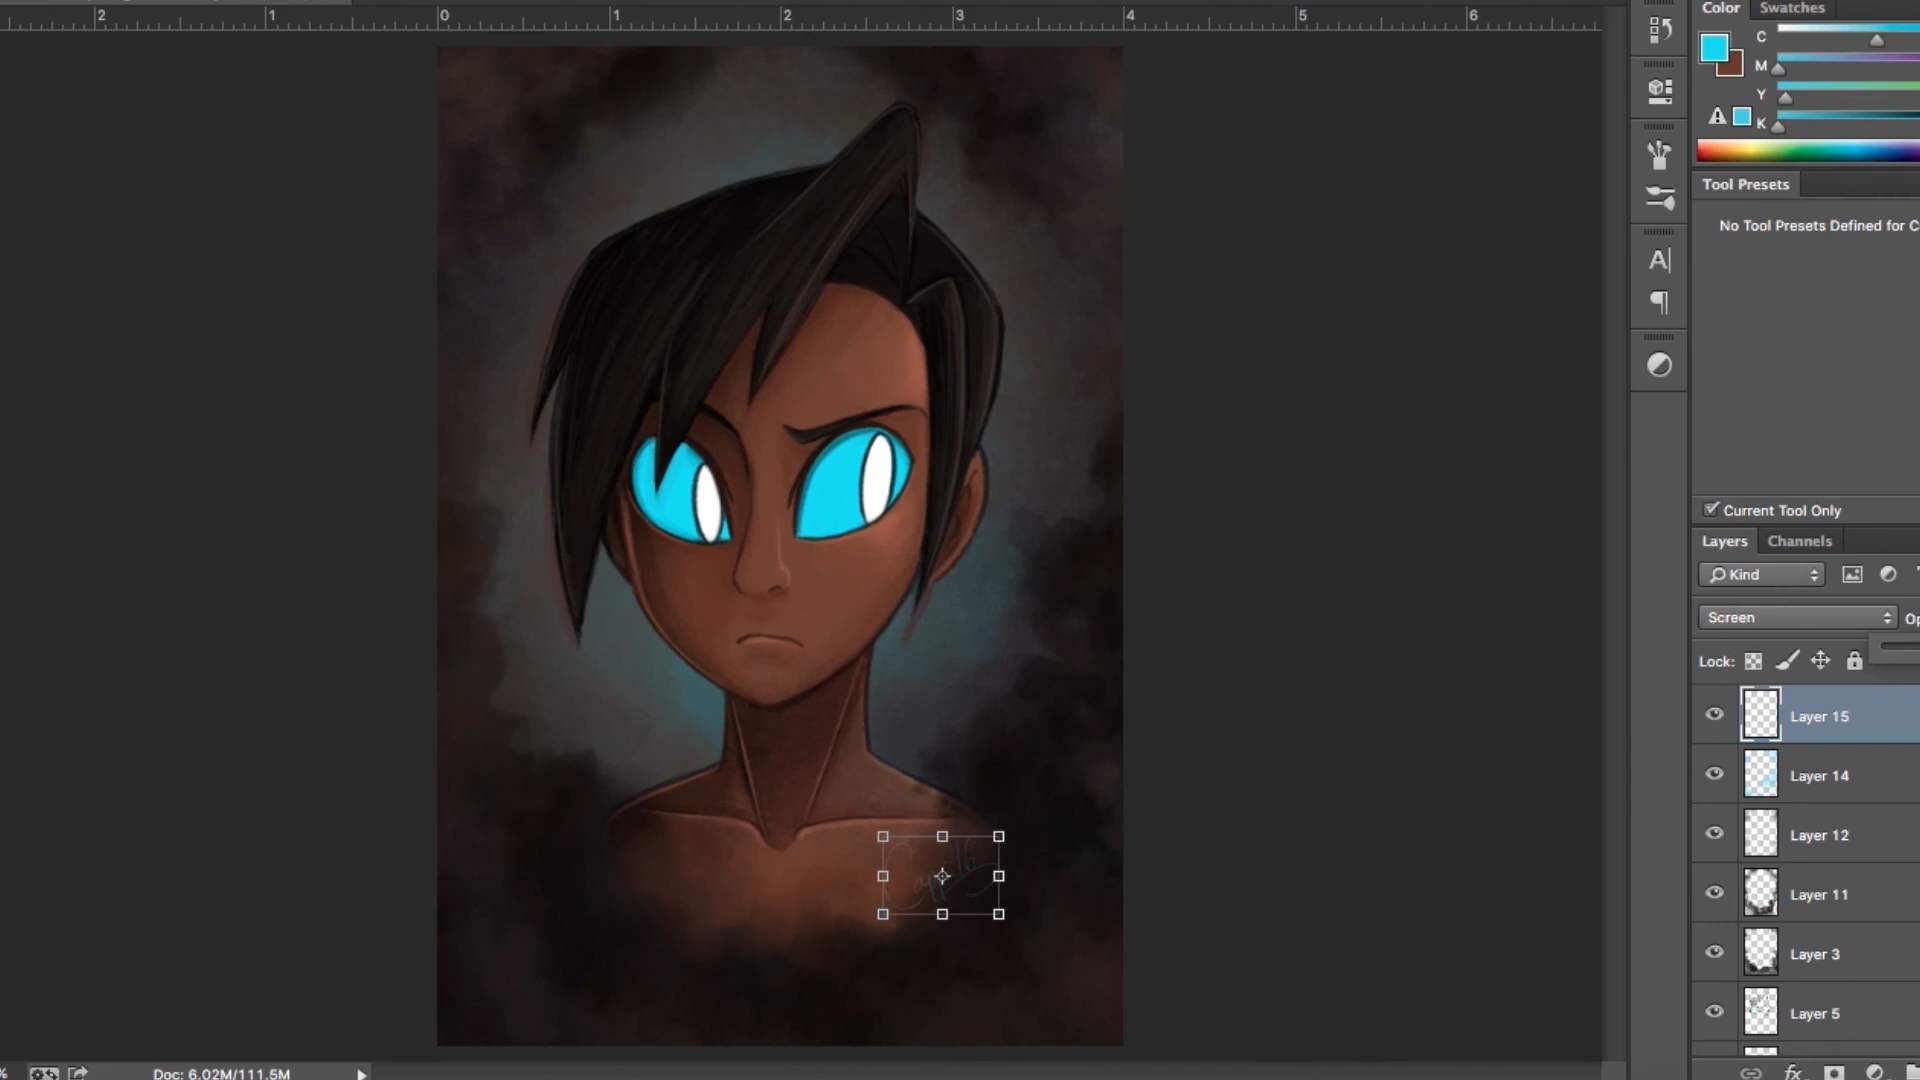 2 1 0 1 2 3 4 5 6
Color Swatches
C
M
Y
K
Tool Presets
No Tool Presets Defined for C
Current Tool Only
Layers Channels
Kind
Screen Op
Lock:
Layer 15
Layer 14
Layer 12
Layer 11
Layer 3
Layer 5
fx
% Doc: 6.02M/111.5M